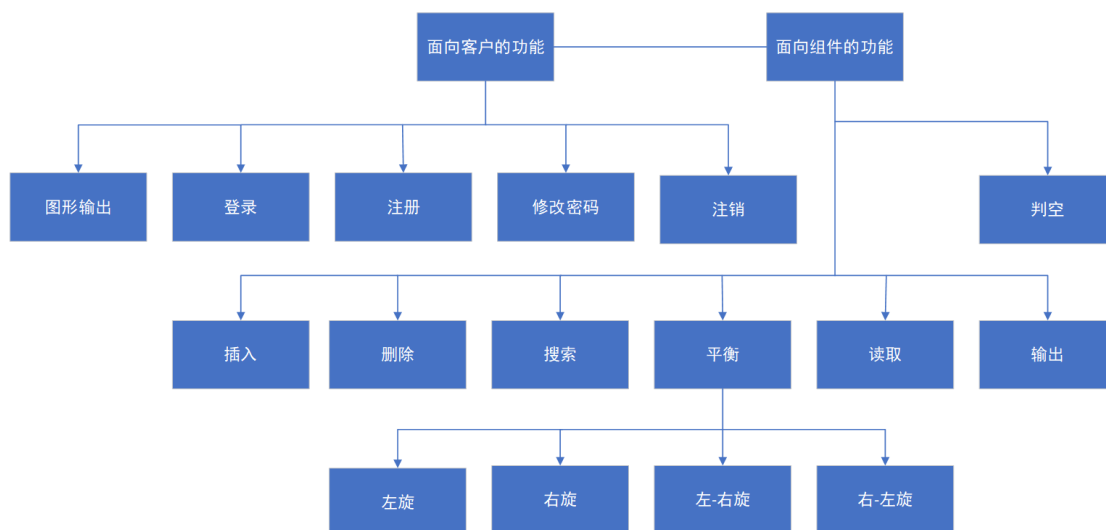 面向客户的功能
面向组件的功能
图形输出
登录
注册
修改密码
注销
判空
插入
删除
搜索
平衡
读取
输出
左旋
右旋
左-右旋
右-左旋